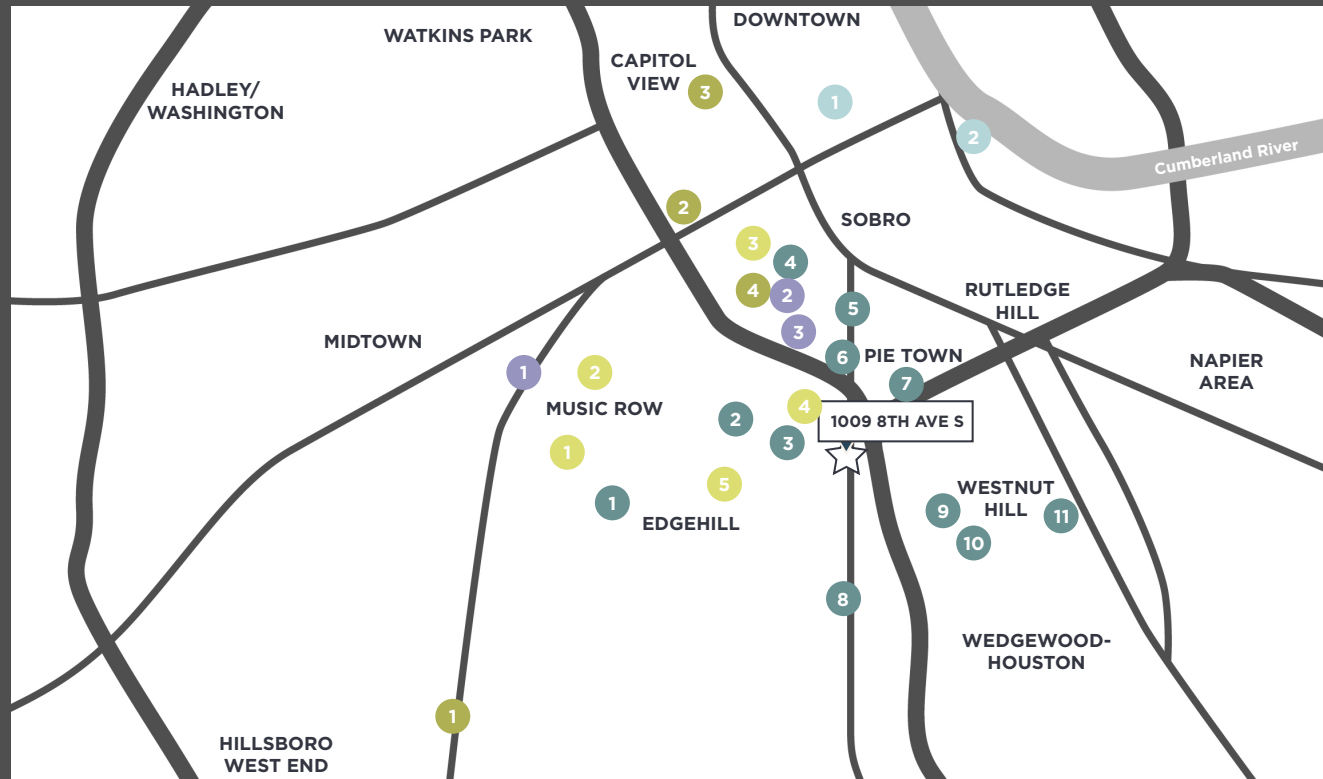 DOWNTOWN
WATKINS PARK
CAPITOL
VIEW
3
HADLEY/
WASHINGTON
1
2
Cumberland River
2
SOBRO
3
4
4
2
RUTLEDGE
HILL
5
3
MIDTOWN
6
PIE TOWN
NAPIER
AREA
1
2
7
MUSIC ROW
4
2
1009 8TH AVE S
3
1
5
WESTNUT
HILL
1
9
11
EDGEHILL
10
8
WEDGEWOOD-
HOUSTON
1
HILLSBORO
WEST END